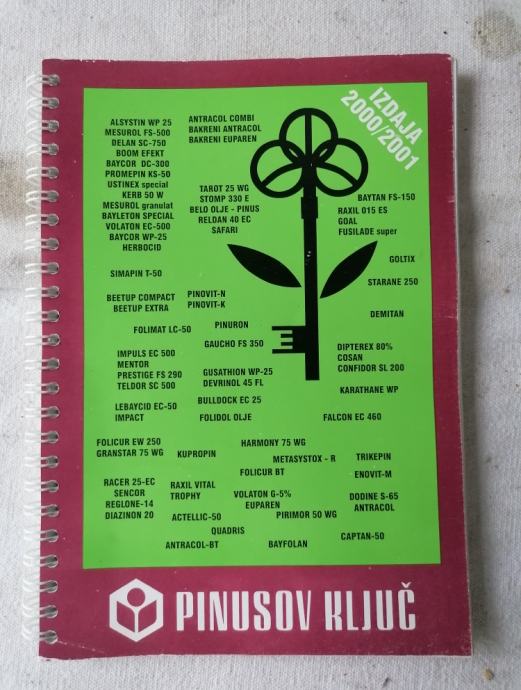 IZDAJA
2000/2001
ALSYSTIN WP 25
MESUROL FS-500
DELAN SC-750
BOOM EFEKT
BAYCOR DC-300
PROMEPIN KS-50
USTINEX special
KERB 50 W
MESUROL granulat
BAYLETON SPECIAL
VOLATON EC-500
BAYCOR WP-25
HERBOCID
ANTRACOL COMBI
BAKRENI ANTRACOL
BAKRENI EUPAREN
TAROT 25 WG
STOMP 330 E
BELO OLJE - PINUS
RELDAN 40 EC
SAFARI
BAYTAN FS-150
RAXIL 015 ES
GOAL
FUSILADE super
GOLTIX
STARANE 250
DEMITAN
SIMAPIN T-50
BEETUP COMPACT
BEETUP EXTRA
PINOVIT-N
PINOVIT-K
FOLIMAT LC-50
PINURON
GAUCHO FS 350
IMPULS EC 500
MENTOR
PRESTIGE FS 290
TELDOR SC 500
GUSATHION WP-25
DEVRINOL 45 FL
DIPTEREX 80%
COSAN
CONFIDOR SL 200
KARATHANE WP
BULLDOCK EC 25
LEBAYCID EC-50
IMPACT
FOLIDOL OLJE
FALCON EC 460
FOLICUR EW 250
GRANSTAR 75 WG
KUPROPIN
HARMONY 75 WG
METASYSTOX - R
TRIKEPIN
FOLICUR BT
ENOVIT-M
RACER 25-EC
SENCOR
REGLONE-14
DIAZINON 20
RAXIL VITAL
TROPHY
VOLATON G-5%
EUPAREN
DODINE S-65
ANTRACOL
ACTELLIC-50
PIRIMOR 50 WG
QUADRIS
CAPTAN-50
ANTRACOL-BT
BAYFOLAN
PINUSOV KLJUČ